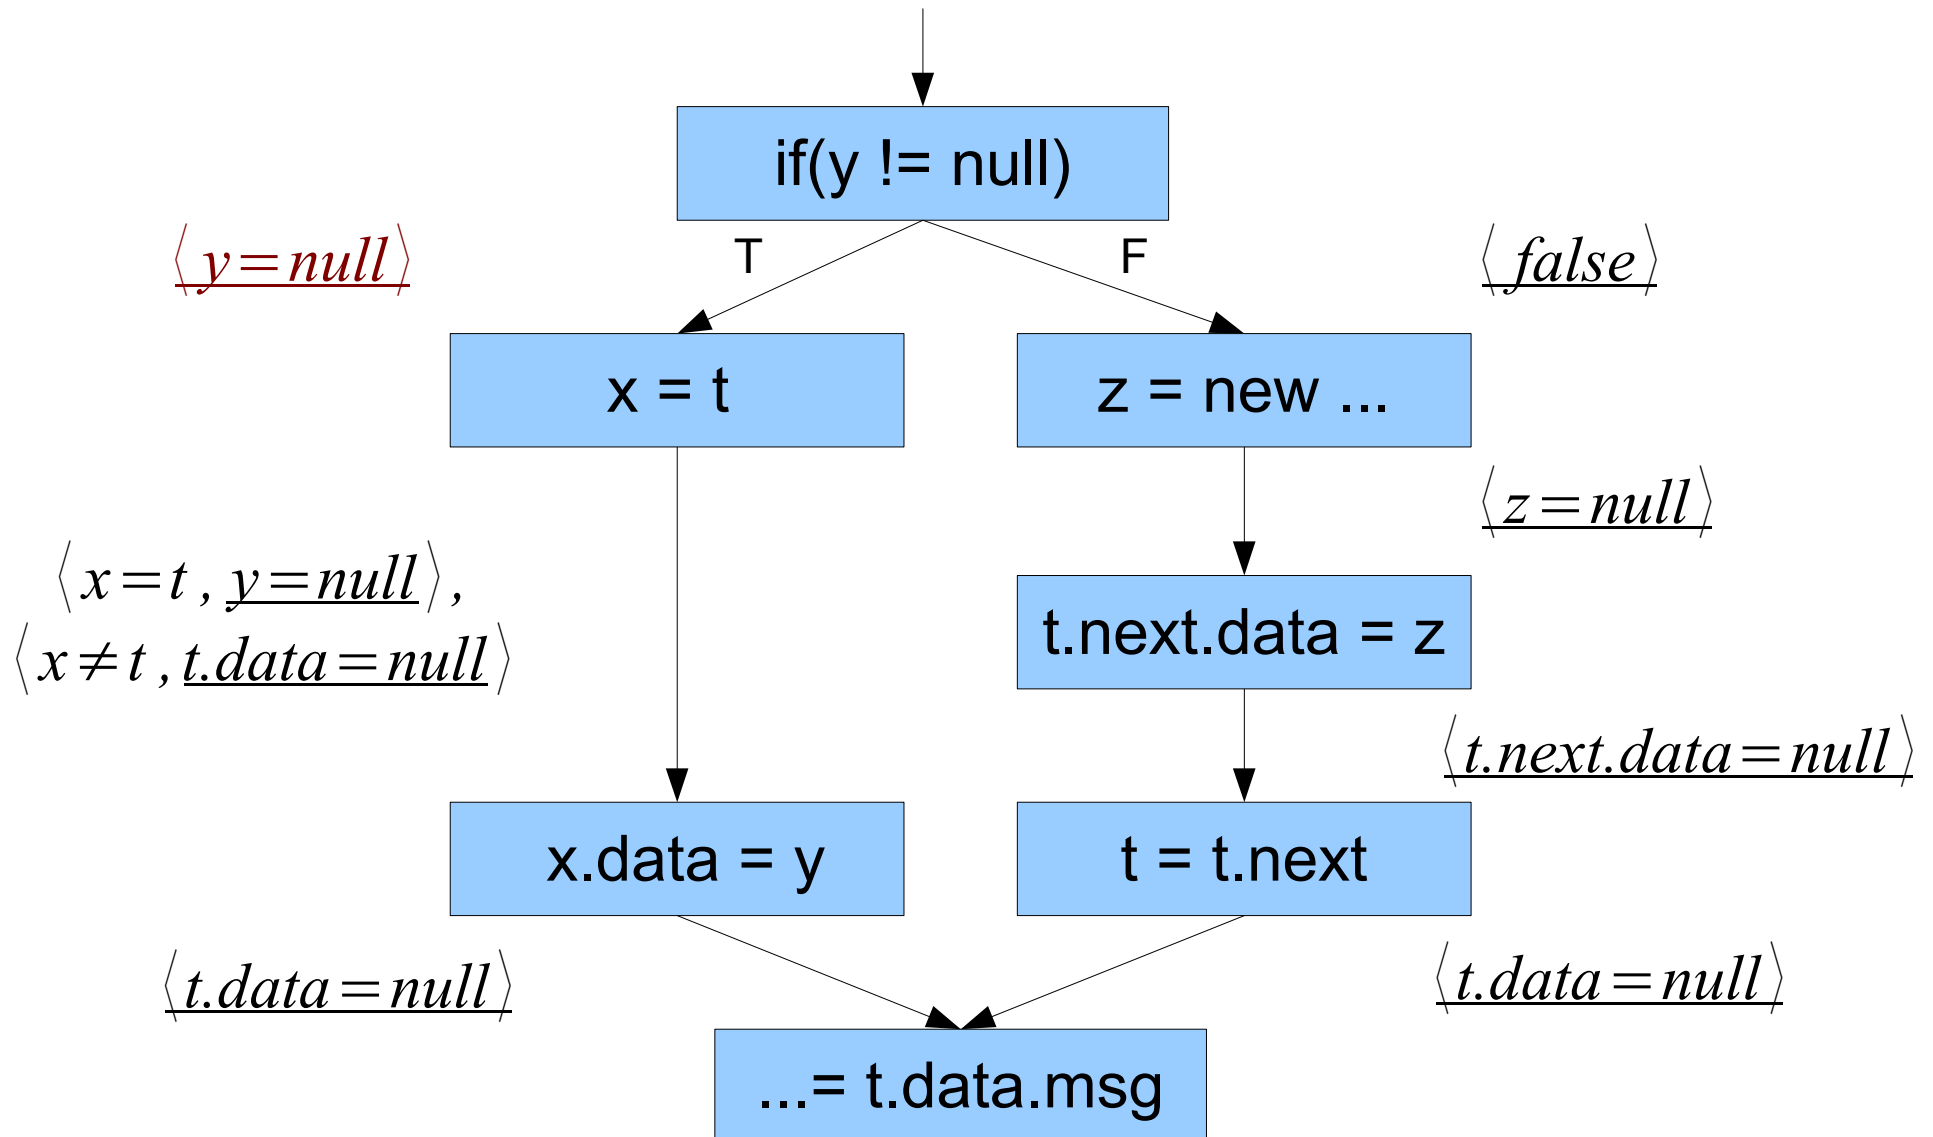 if(y != null)
T
F
⟨y=null⟩
⟨false⟩
x = t
z = new ...
⟨z=null⟩
⟨x=t, y=null⟩,
⟨x≠t, t.data=null⟩
t.next.data = z
⟨t.next.data=null⟩
x.data = y
t = t.next
⟨t.data=null⟩
⟨t.data=null⟩
...= t.data.msg